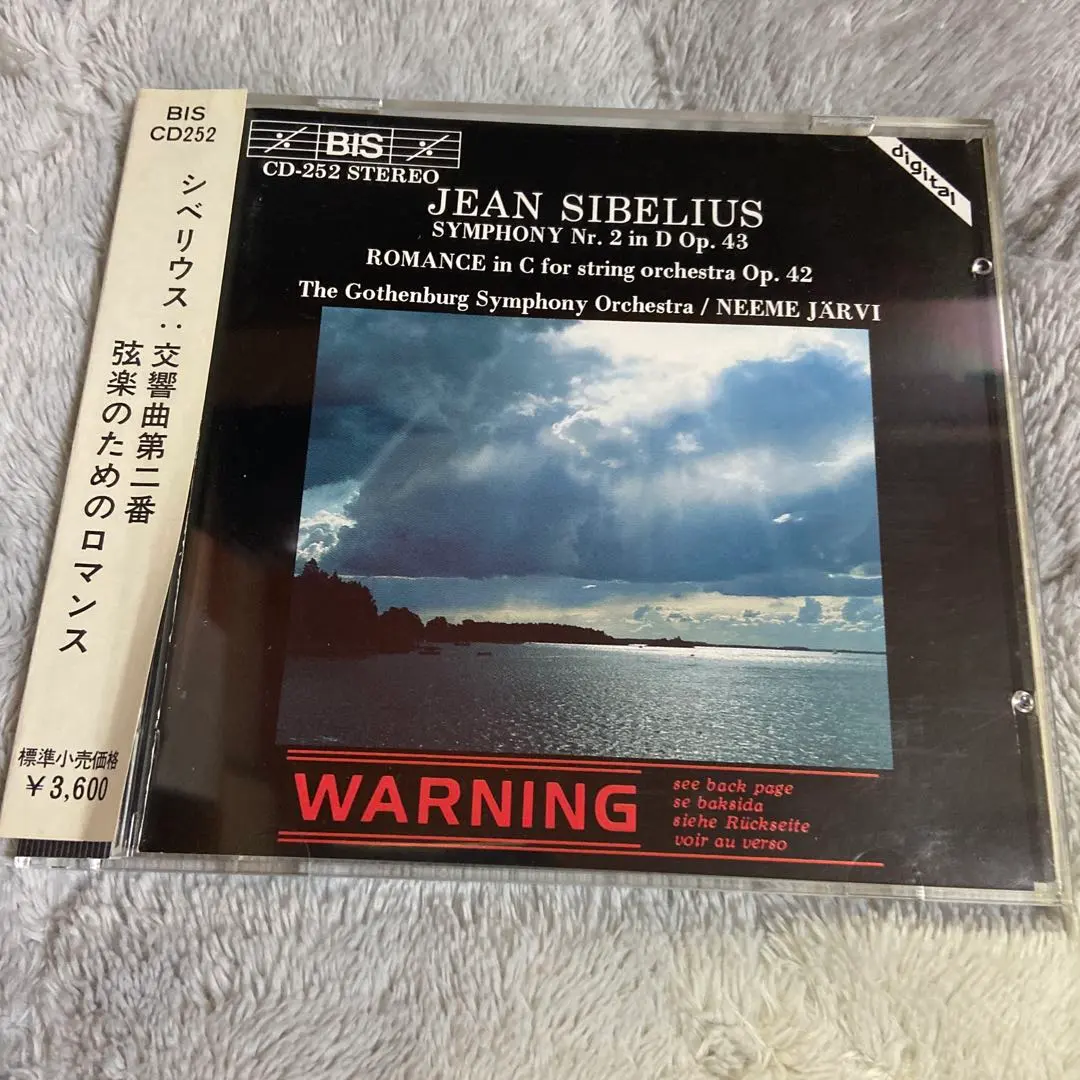 BIS
CD252
シベリウス:交響曲第二番
弦楽のためのロマンス
標準小売価格
¥3,600
BIS
CD-252 STEREO
digital
JEAN SIBELIUS
SYMPHONY Nr. 2 in D Op. 43
ROMANCE in C for string orchestra Op. 42
The Gothenburg Symphony Orchestra / NEEME JÄRVI
WARNING
see back page
se baksida
siehe Rückseite
voir au verso